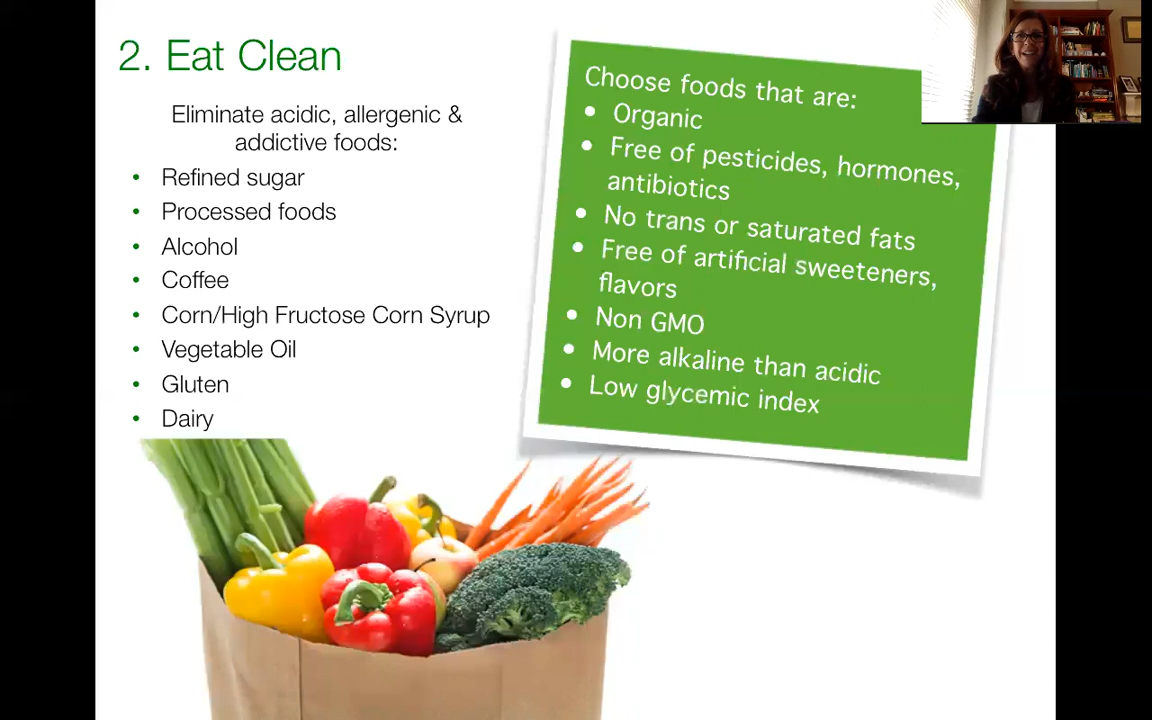 2. Eat Clean
Eliminate acidic, allergenic &
addictive foods:
• Refined sugar
• Processed foods
• Alcohol
• Coffee
• Corn/High Fructose Corn Syrup
• Vegetable Oil
• Gluten
• Dairy
Choose foods that are:
• Organic
• Free of pesticides, hormones,
antibiotics
• No trans or saturated fats
• Free of artificial sweeteners,
flavors
• Non GMO
• More alkaline than acidic
• Low glycemic index